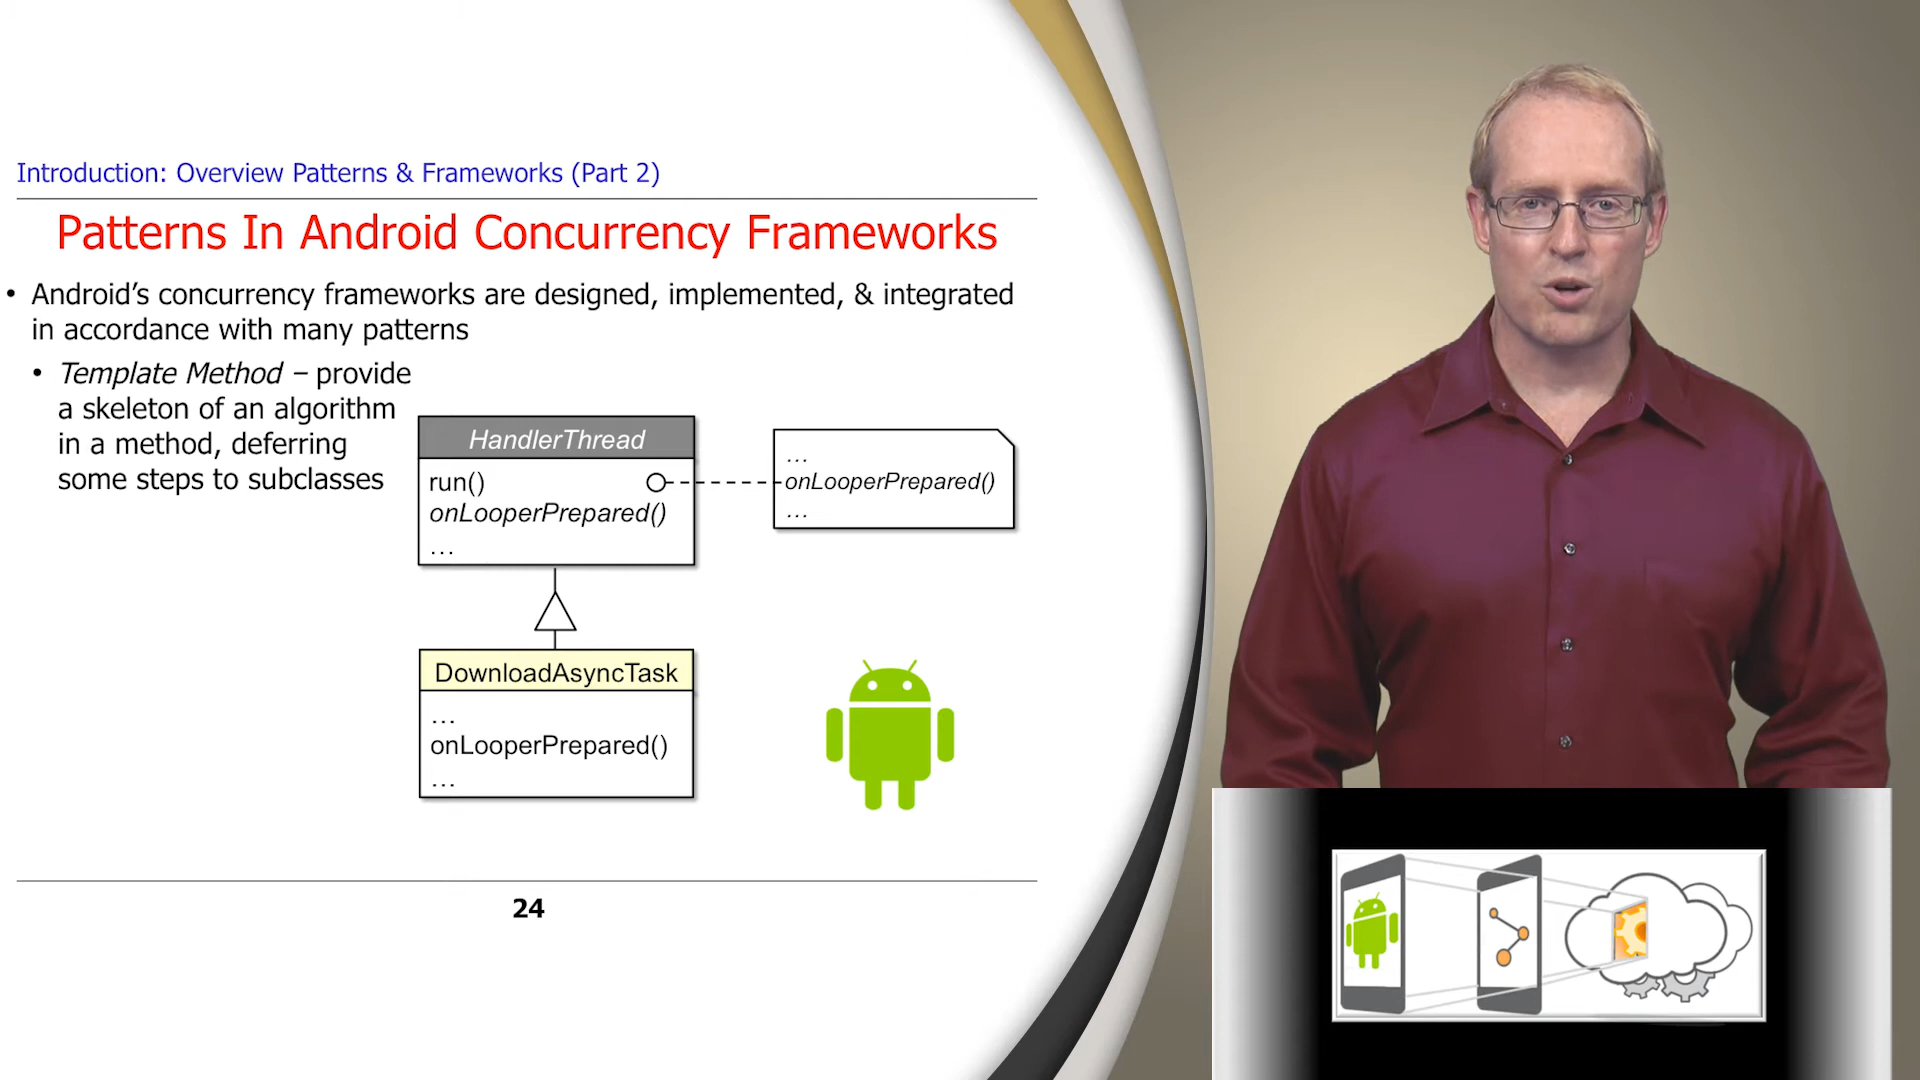 Introduction: Overview Patterns & Frameworks (Part 2)
Patterns In Android Concurrency Frameworks
• Android’s concurrency frameworks are designed, implemented, & integrated
in accordance with many patterns
• Template Method – provide
a skeleton of an algorithm
in a method, deferring
some steps to subclasses
HandlerThread
run()
onLooperPrepared()
...
...
onLooperPrepared()
...
DownloadAsyncTask
...
onLooperPrepared()
...
24